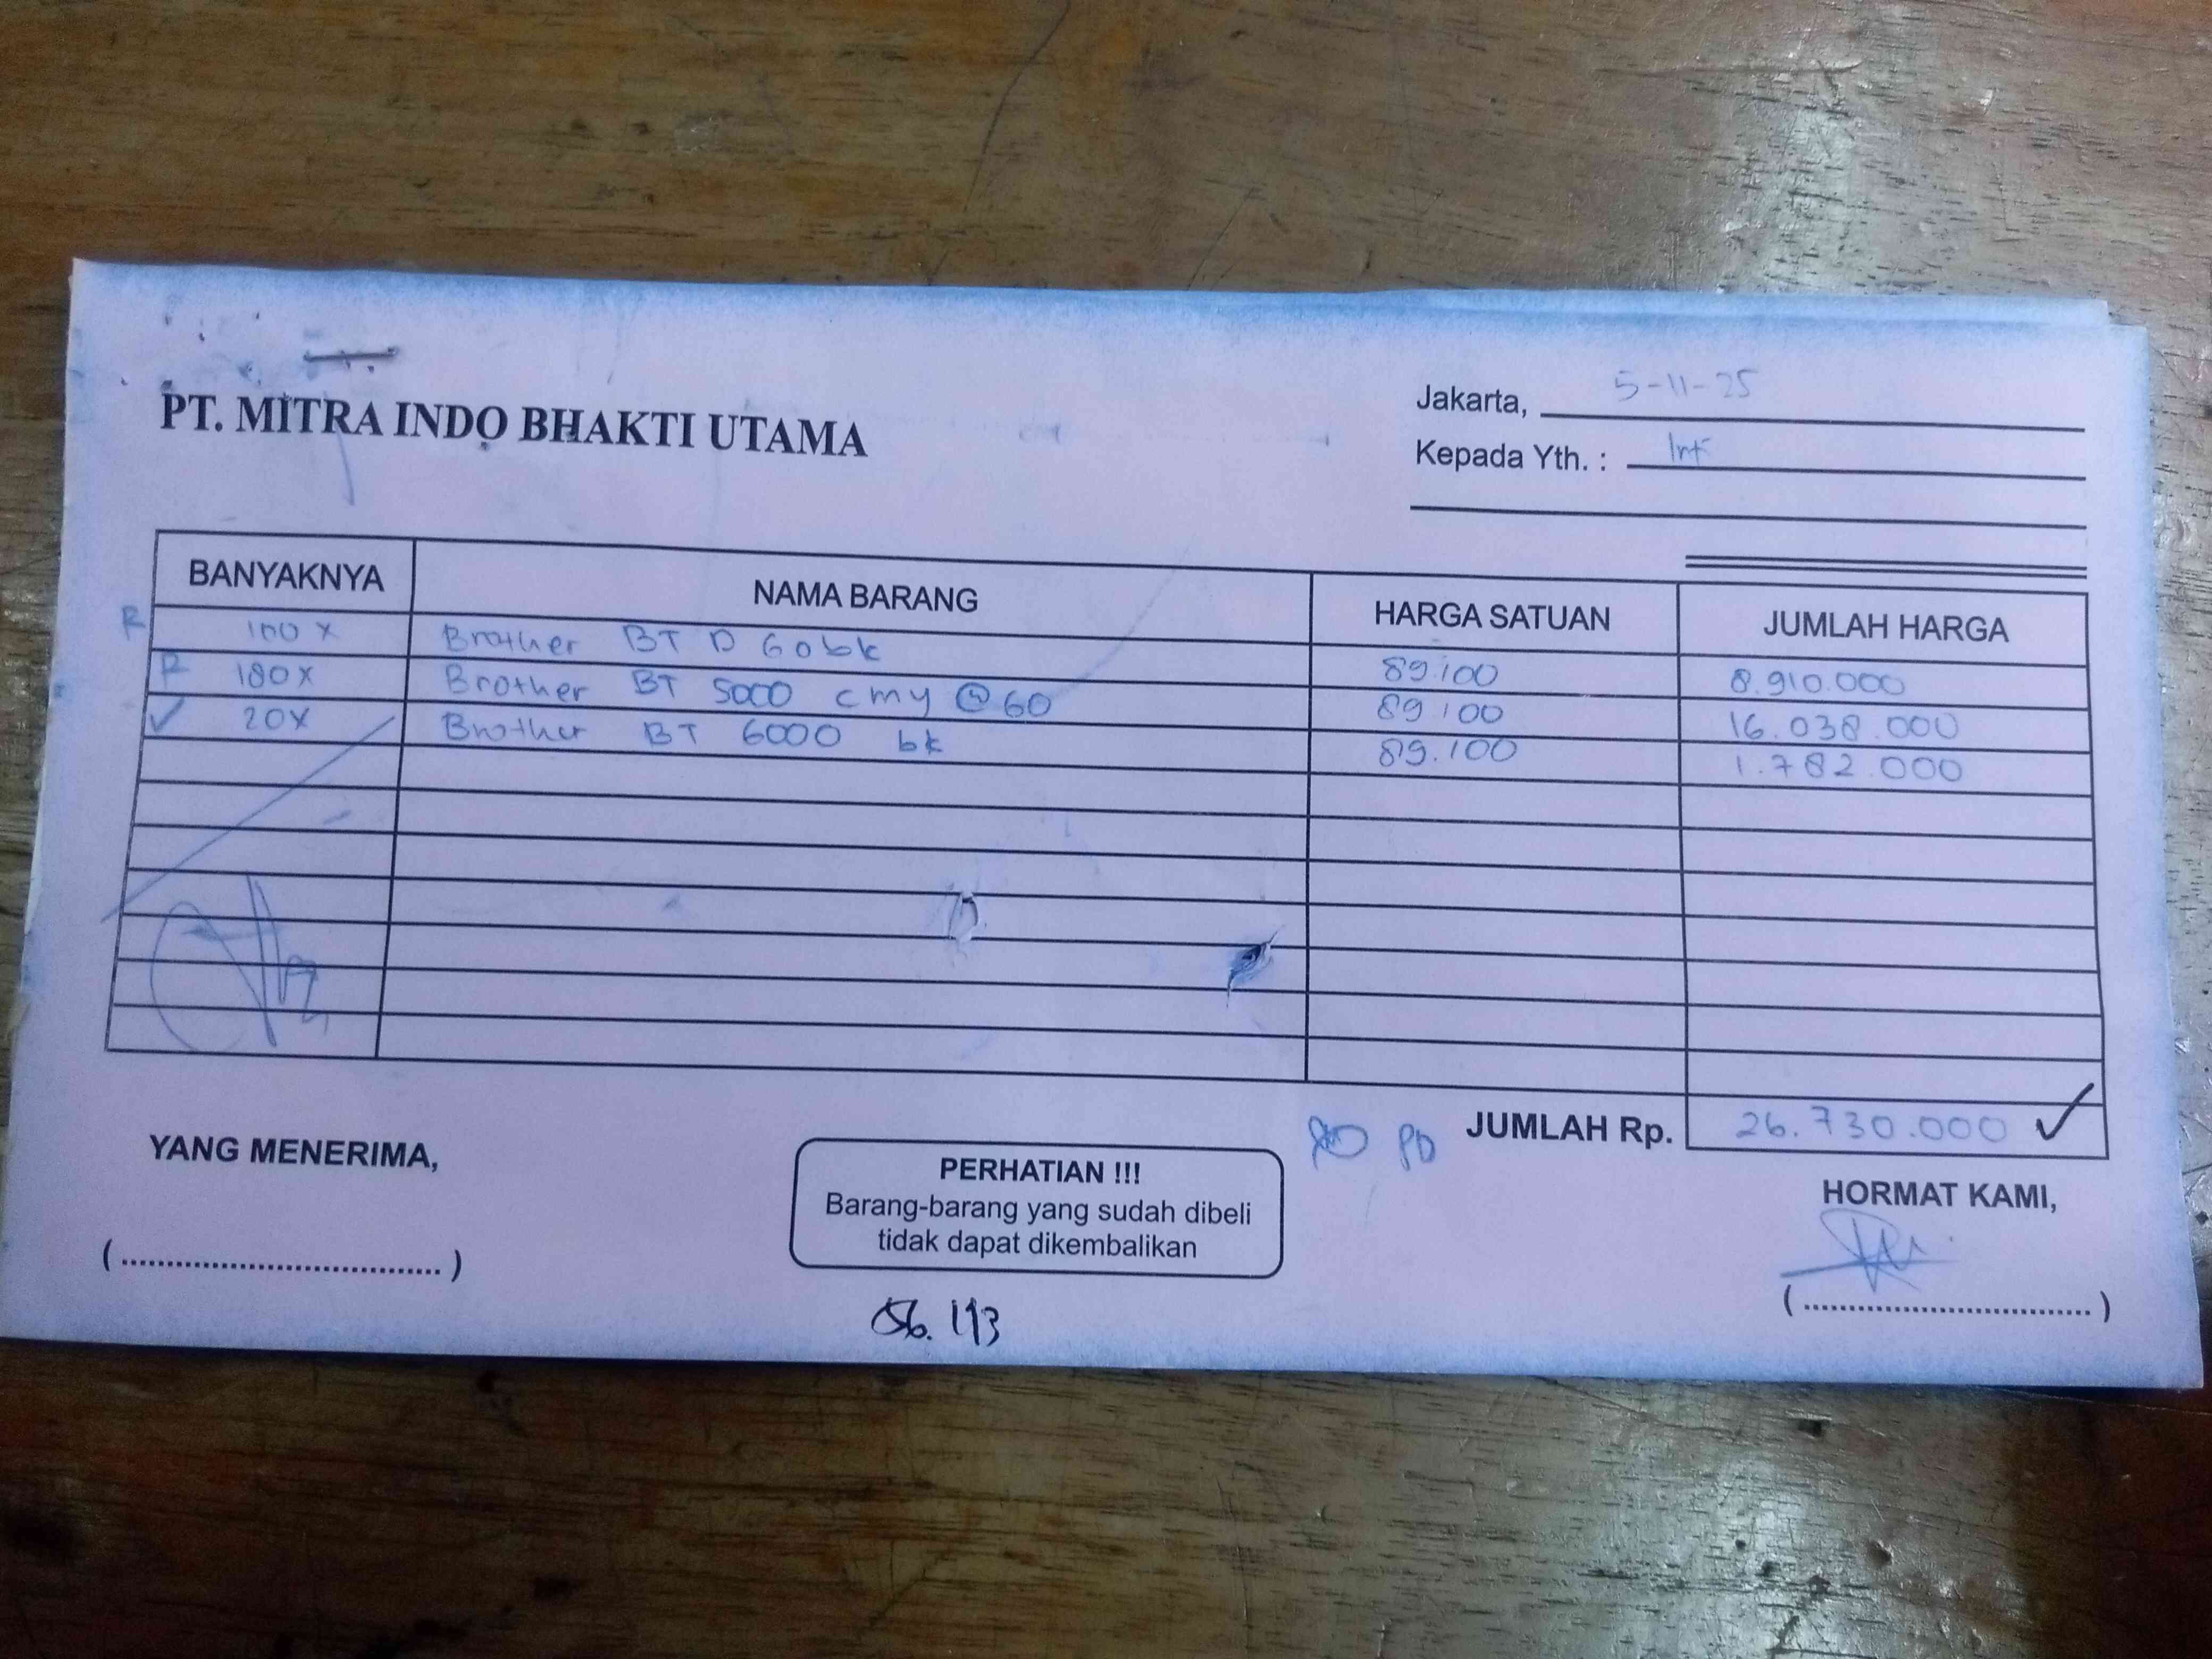 PT. MITRA INDO BHAKTI UTAMA
Jakarta, 5-11-25
Kepada Yth. : Int
BANYAKNYA NAMA BARANG HARGA SATUAN JUMLAH HARGA
R 100 x Brother BT D 60 bk 89.100 8.910.000
R 180 x Brother BT 5000 cmy @ 60 89.100 16.038.000
✓ 20 x Brother BT 6000 bk 89.100 1.782.000
JUMLAH Rp. 26.730.000 ✓
YANG MENERIMA,
(....................................)
PERHATIAN !!!
Barang-barang yang sudah dibeli
tidak dapat dikembalikan
HORMAT KAMI,
(....................................)